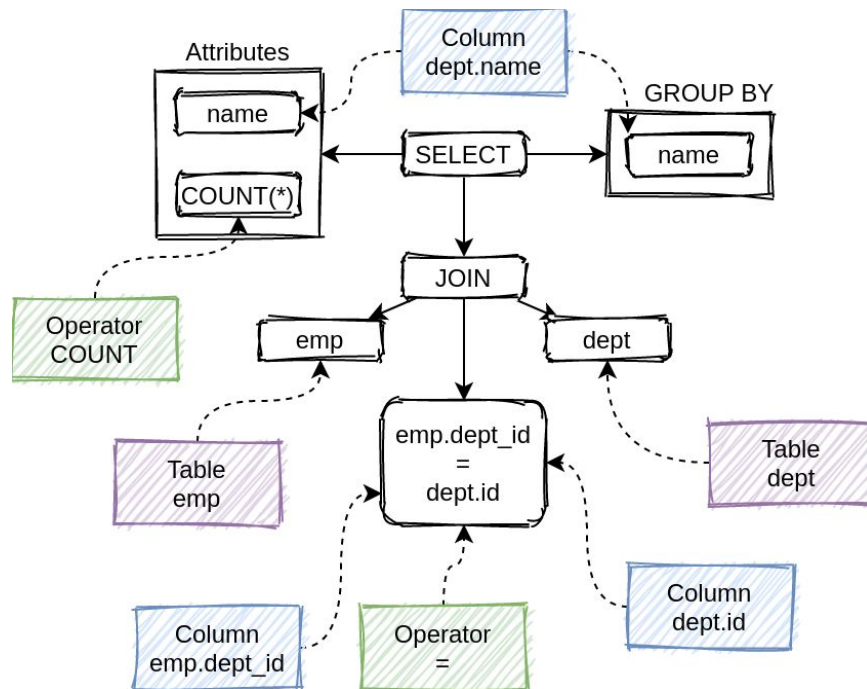 Attributes
Column
dept.name
GROUP BY
name
SELECT
name
COUNT(*)
JOIN
Operator
COUNT
emp
dept
Table
emp
emp.dept_id
=
dept.id
Table
dept
Column
emp.dept_id
Operator
=
Column
dept.id